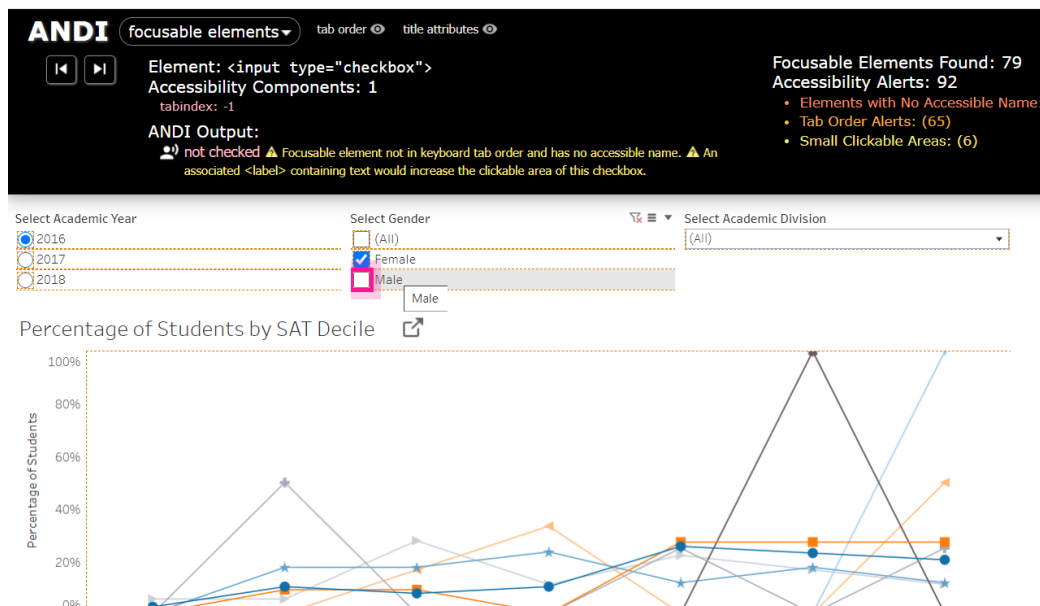 ANDI focusable elements tab order title attributes
Element: <input type="checkbox">
Accessibility Components: 1
tabindex: -1
ANDI Output:
not checked Focusable element not in keyboard tab order and has no accessible name. An
associated <label> containing text would increase the clickable area of this checkbox.
Focusable Elements Found: 79
Accessibility Alerts: 92
• Elements with No Accessible Name:
• Tab Order Alerts: (65)
• Small Clickable Areas: (6)
Select Academic Year
2016
2017
2018
Select Gender
(All)
Female
Male
Male
Select Academic Division
(All)
Percentage of Students by SAT Decile
Percentage of Students
100%
80%
60%
40%
20%
0%